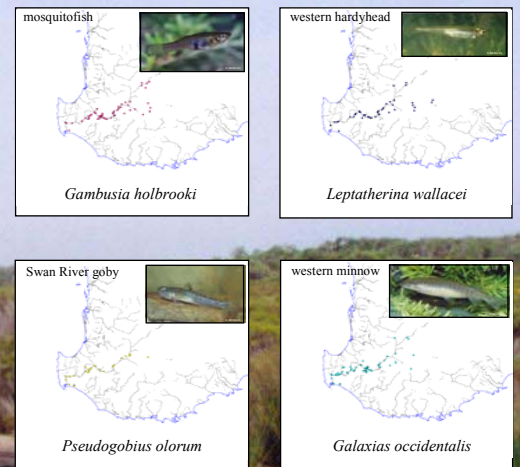 mosquitofish
Gambusia holbrooki
western hardyhead
Leptatherina wallacei
Swan River goby
Pseudogobius olorum
western minnow
Galaxias occidentalis